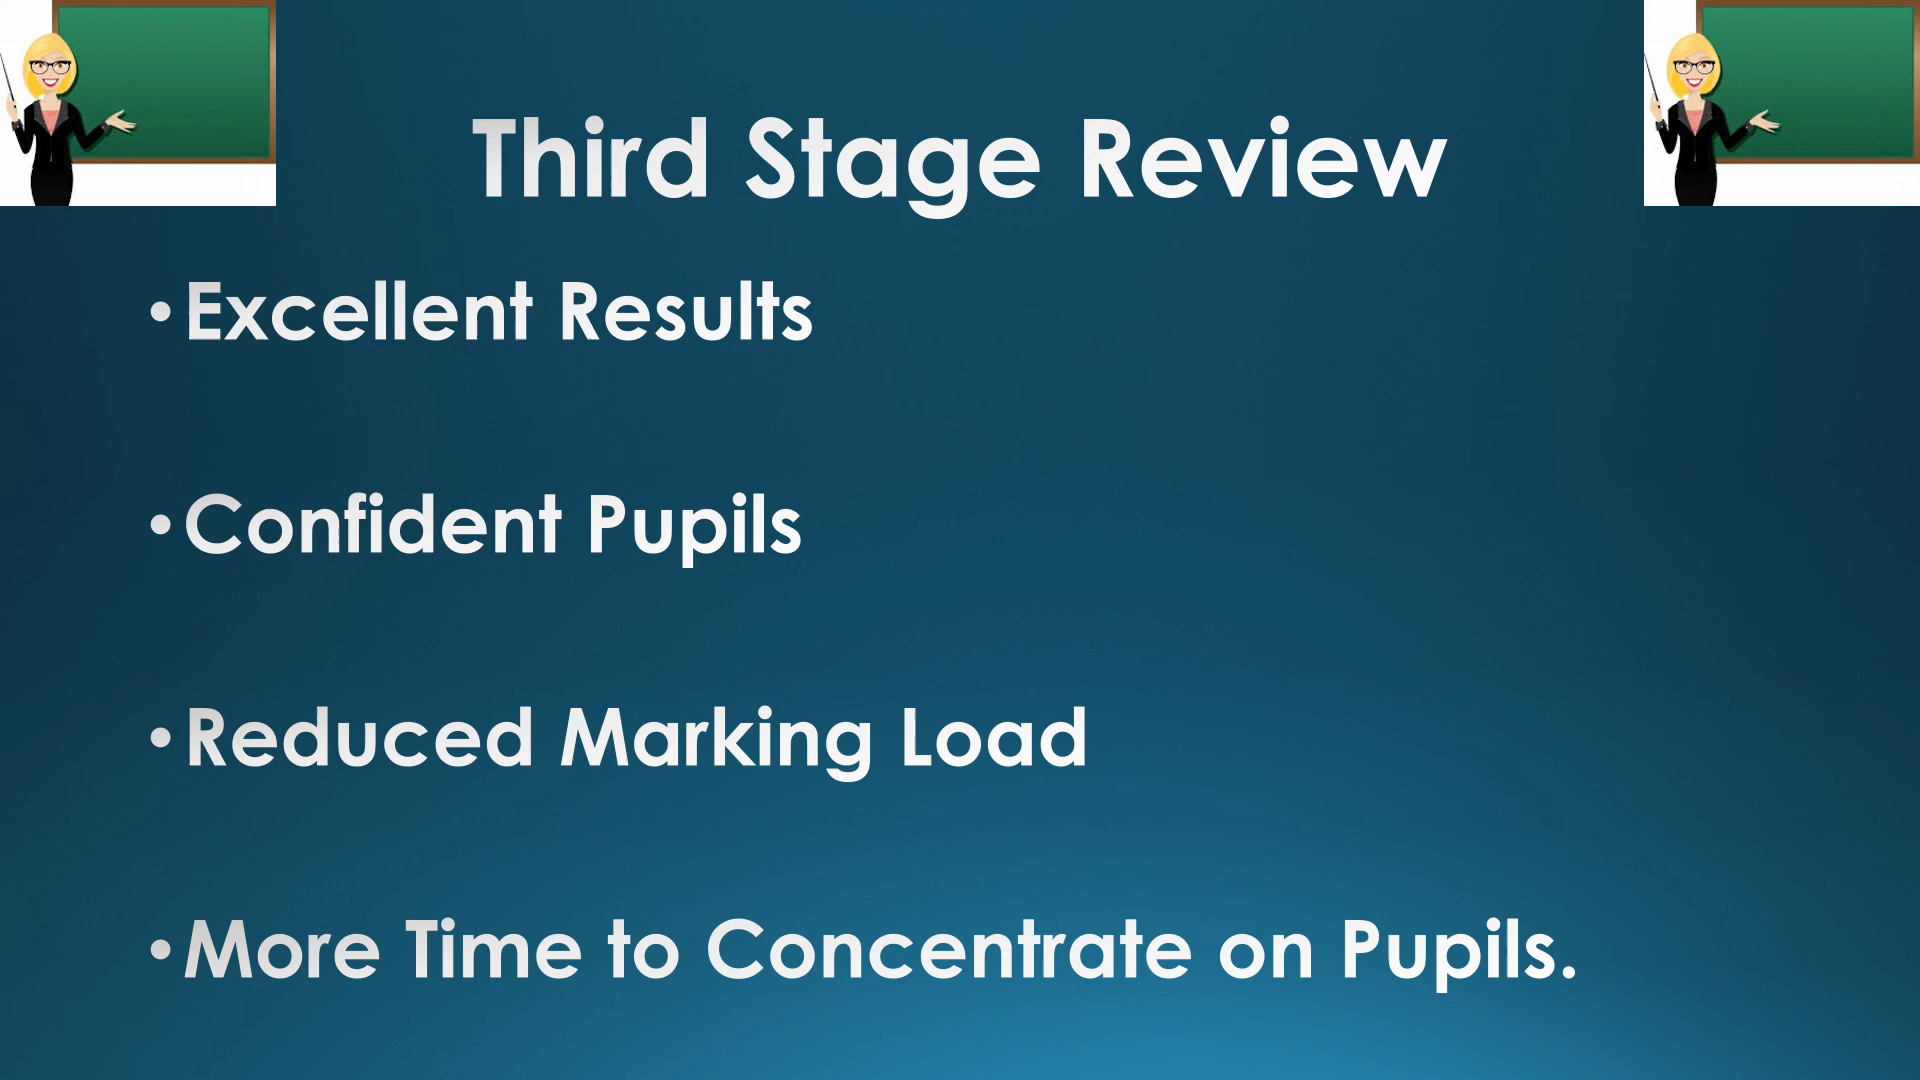 Third Stage Review
• Excellent Results
• Confident Pupils
• Reduced Marking Load
• More Time to Concentrate on Pupils.